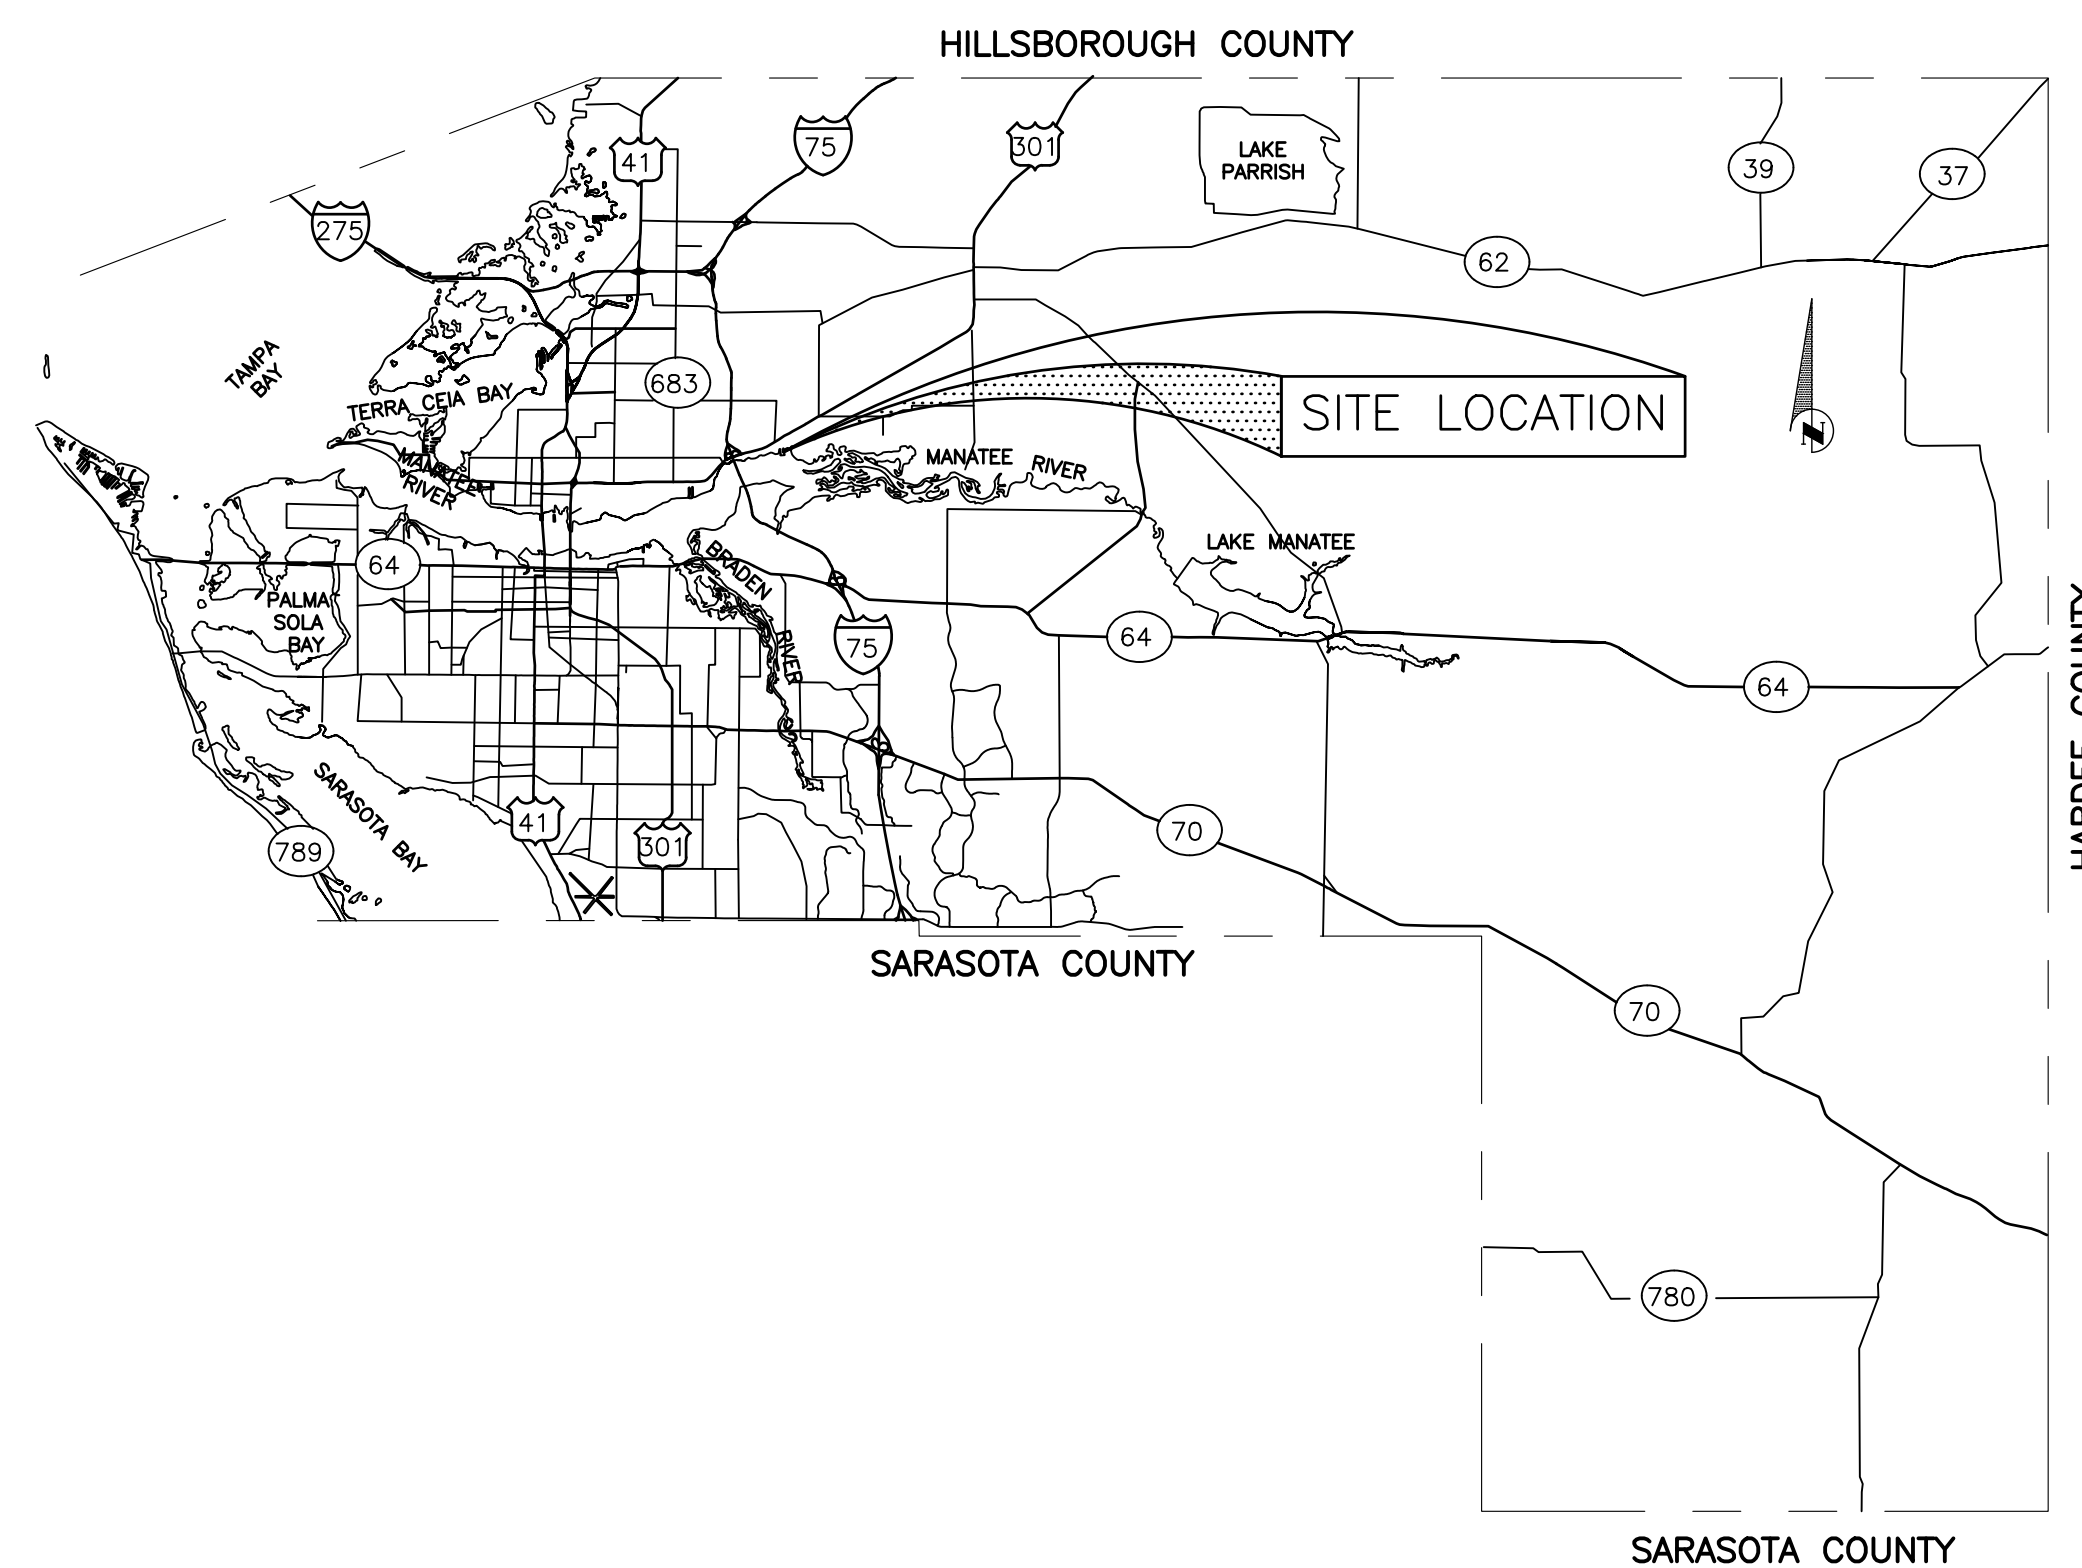 HILLSBOROUGH COUNTY
41
75
301
LAKE
PARRISH
39
37
275
62
TAMPA
BAY
TERRA CEIA BAY
683
SITE LOCATION
N
MANATEE
RIVER
MANATEE RIVER
LAKE MANATEE
64
BRADEN
RIVER
PALMA
SOLA
BAY
75
64
64
HARDEE COUNTY
SARASOTA BAY
41
301
789
70
SARASOTA COUNTY
70
780
SARASOTA COUNTY